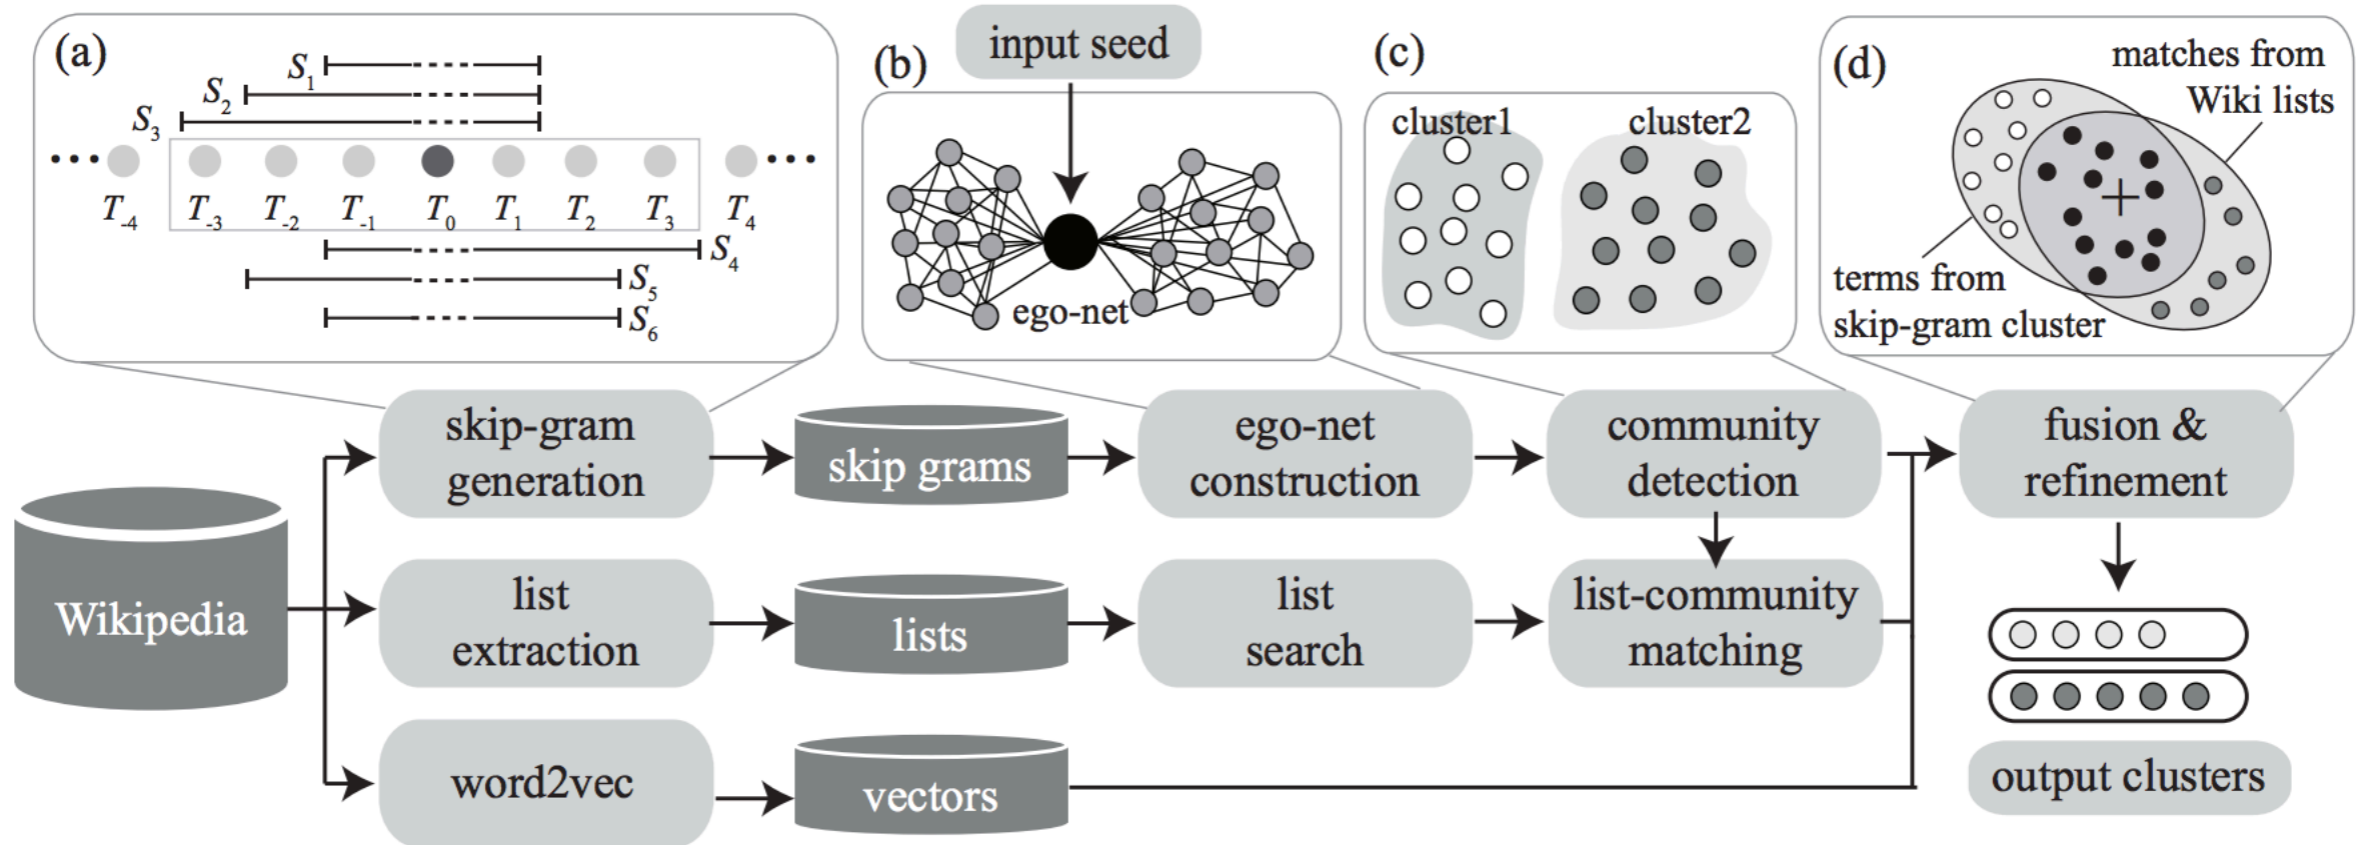 (a)
S1
S2
S3
T-4 T-3 T-2 T-1 T0 T1 T2 T3 T4
S4
S5
S6
input seed
(b)
ego-net
(c)
cluster1 cluster2
(d)
matches from
Wiki lists
terms from
skip-gram cluster
Wikipedia
skip-gram
generation
skip grams
ego-net
construction
community
detection
fusion &
refinement
list
extraction
lists
list
search
list-community
matching
word2vec
vectors
output clusters